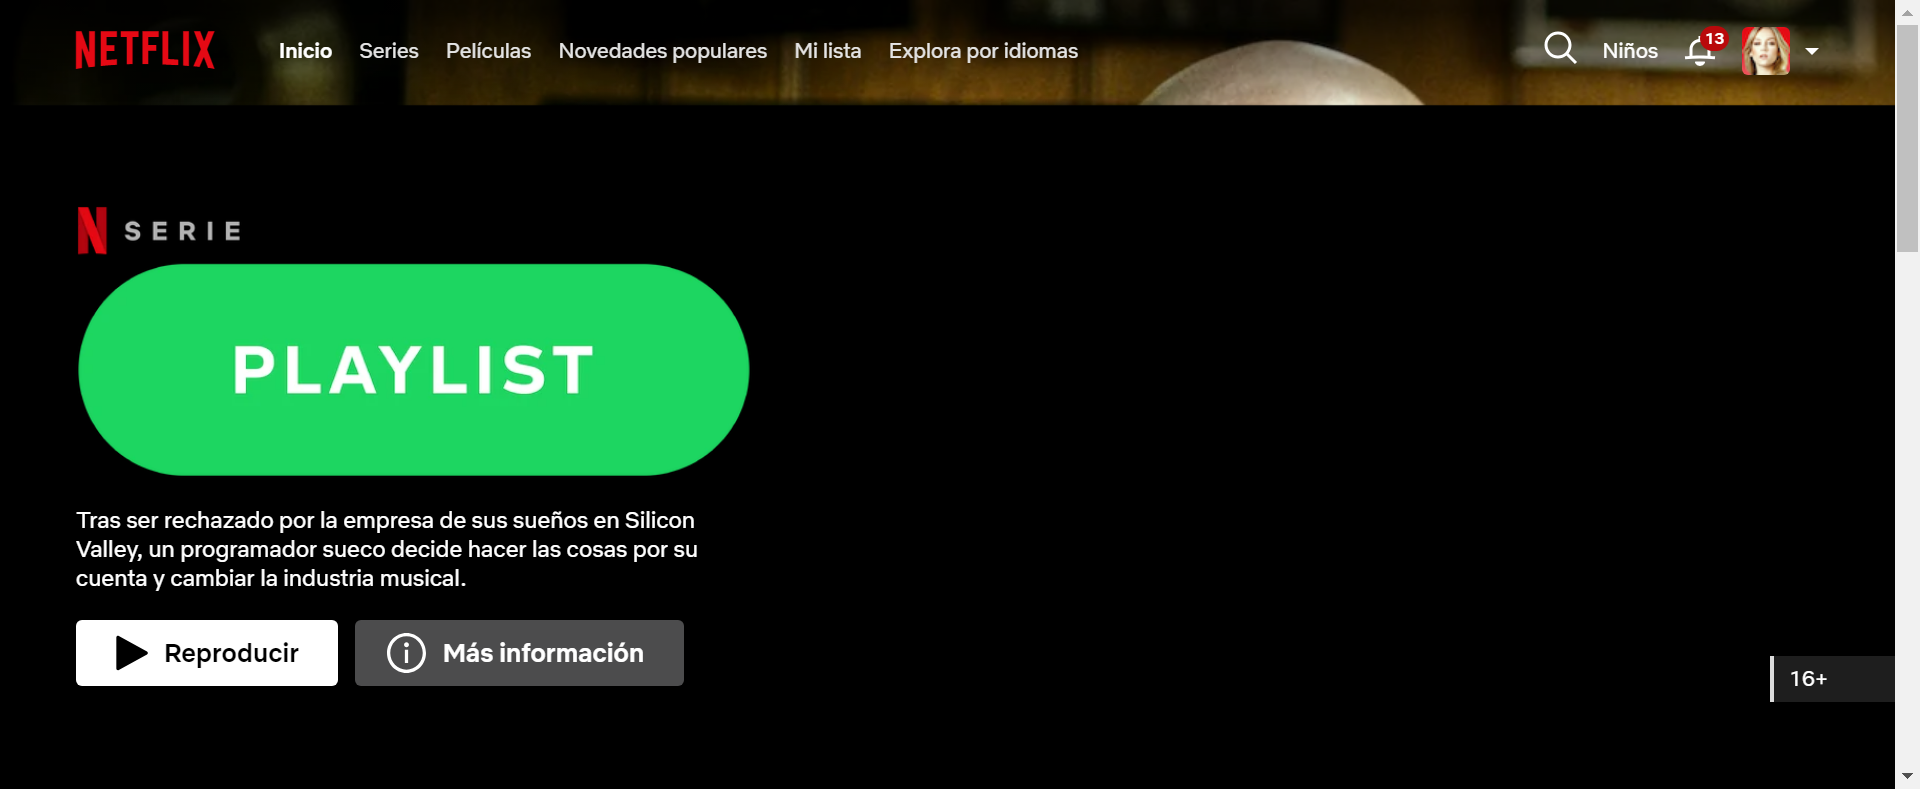 NETFLIX
Inicio
Series
Películas
Novedades populares
Mi lista
Explora por idiomas
Niños
13
N SERIE
PLAYLIST
Tras ser rechazado por la empresa de sus sueños en Silicon
Valley, un programador sueco decide hacer las cosas por su
cuenta y cambiar la industria musical.
Reproducir
Más información
16+